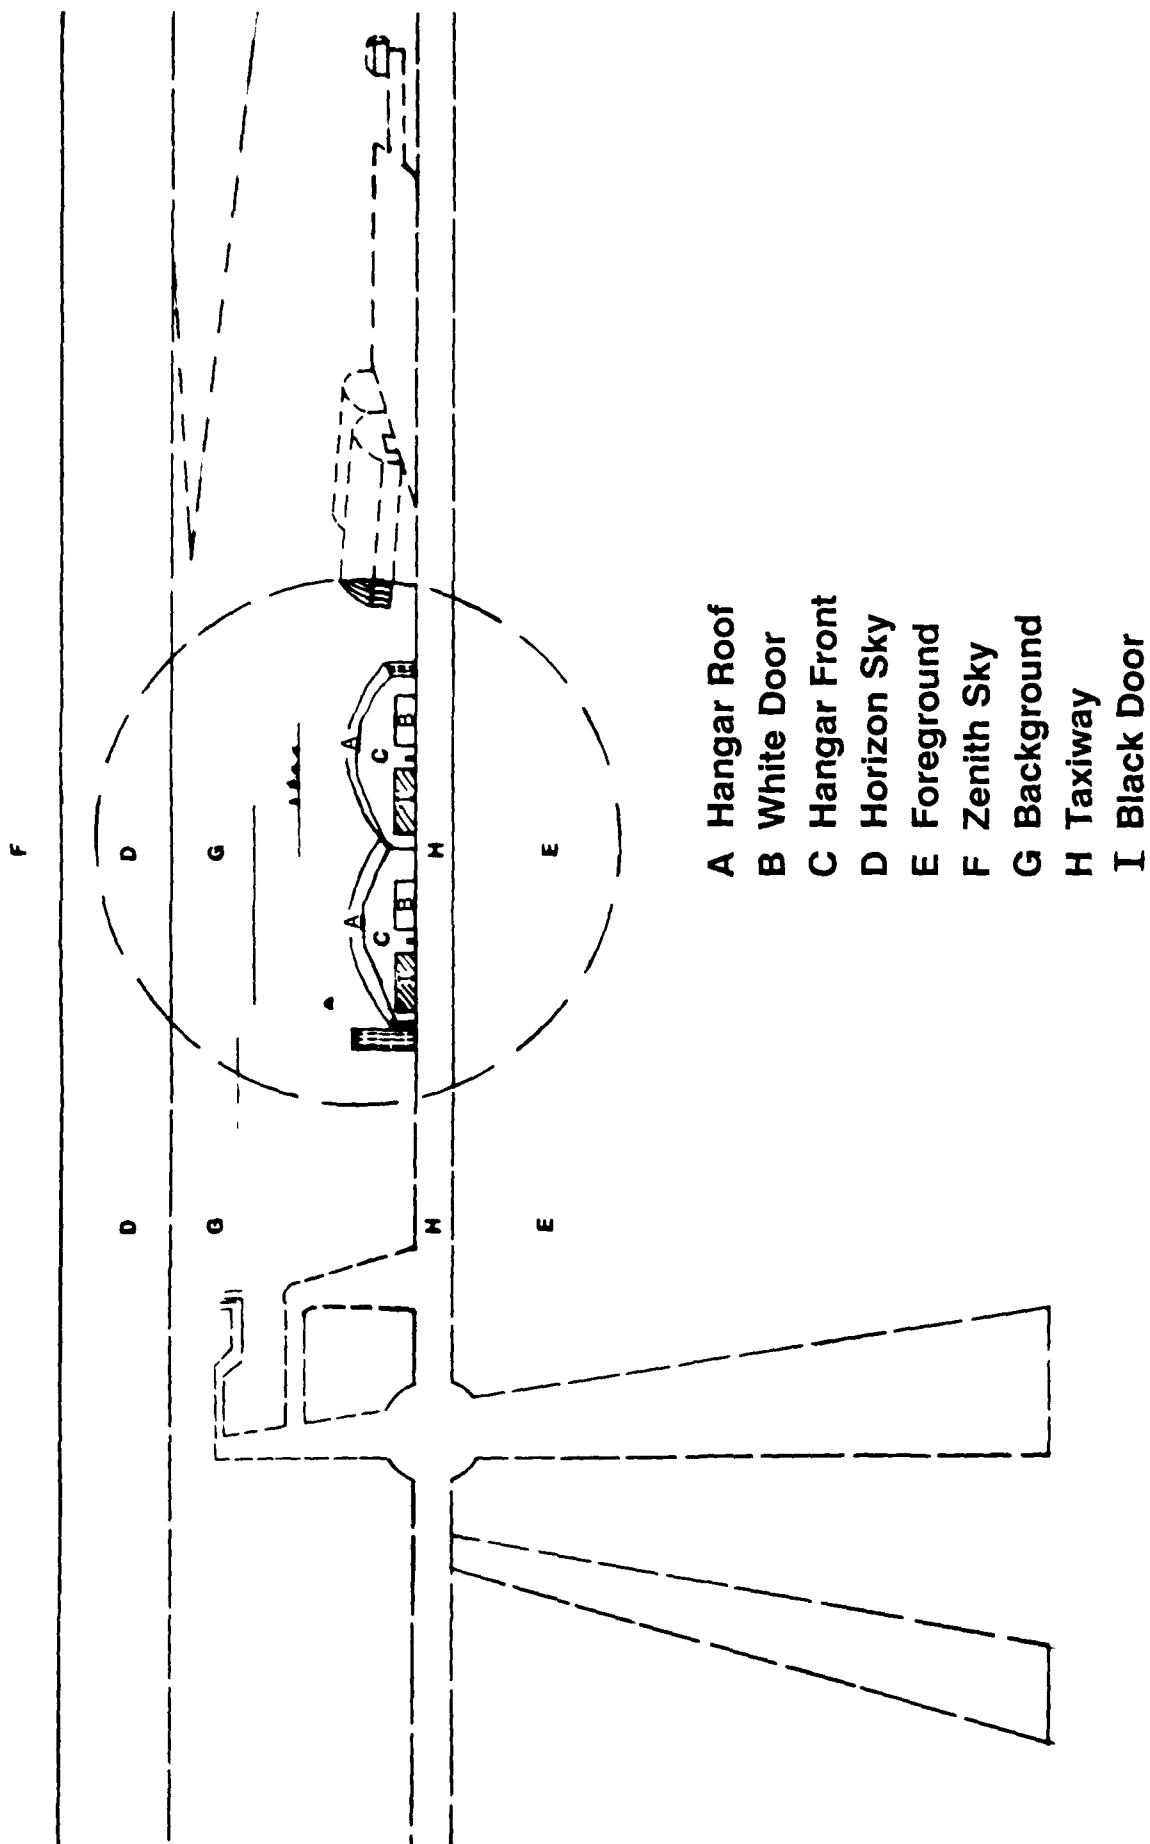 F
D
D
G
G
A
A
C
C
B
B
H
H
E
E
A Hangar Roof
B White Door
C Hangar Front
D Horizon Sky
E Foreground
F Zenith Sky
G Background
H Taxiway
I Black Door